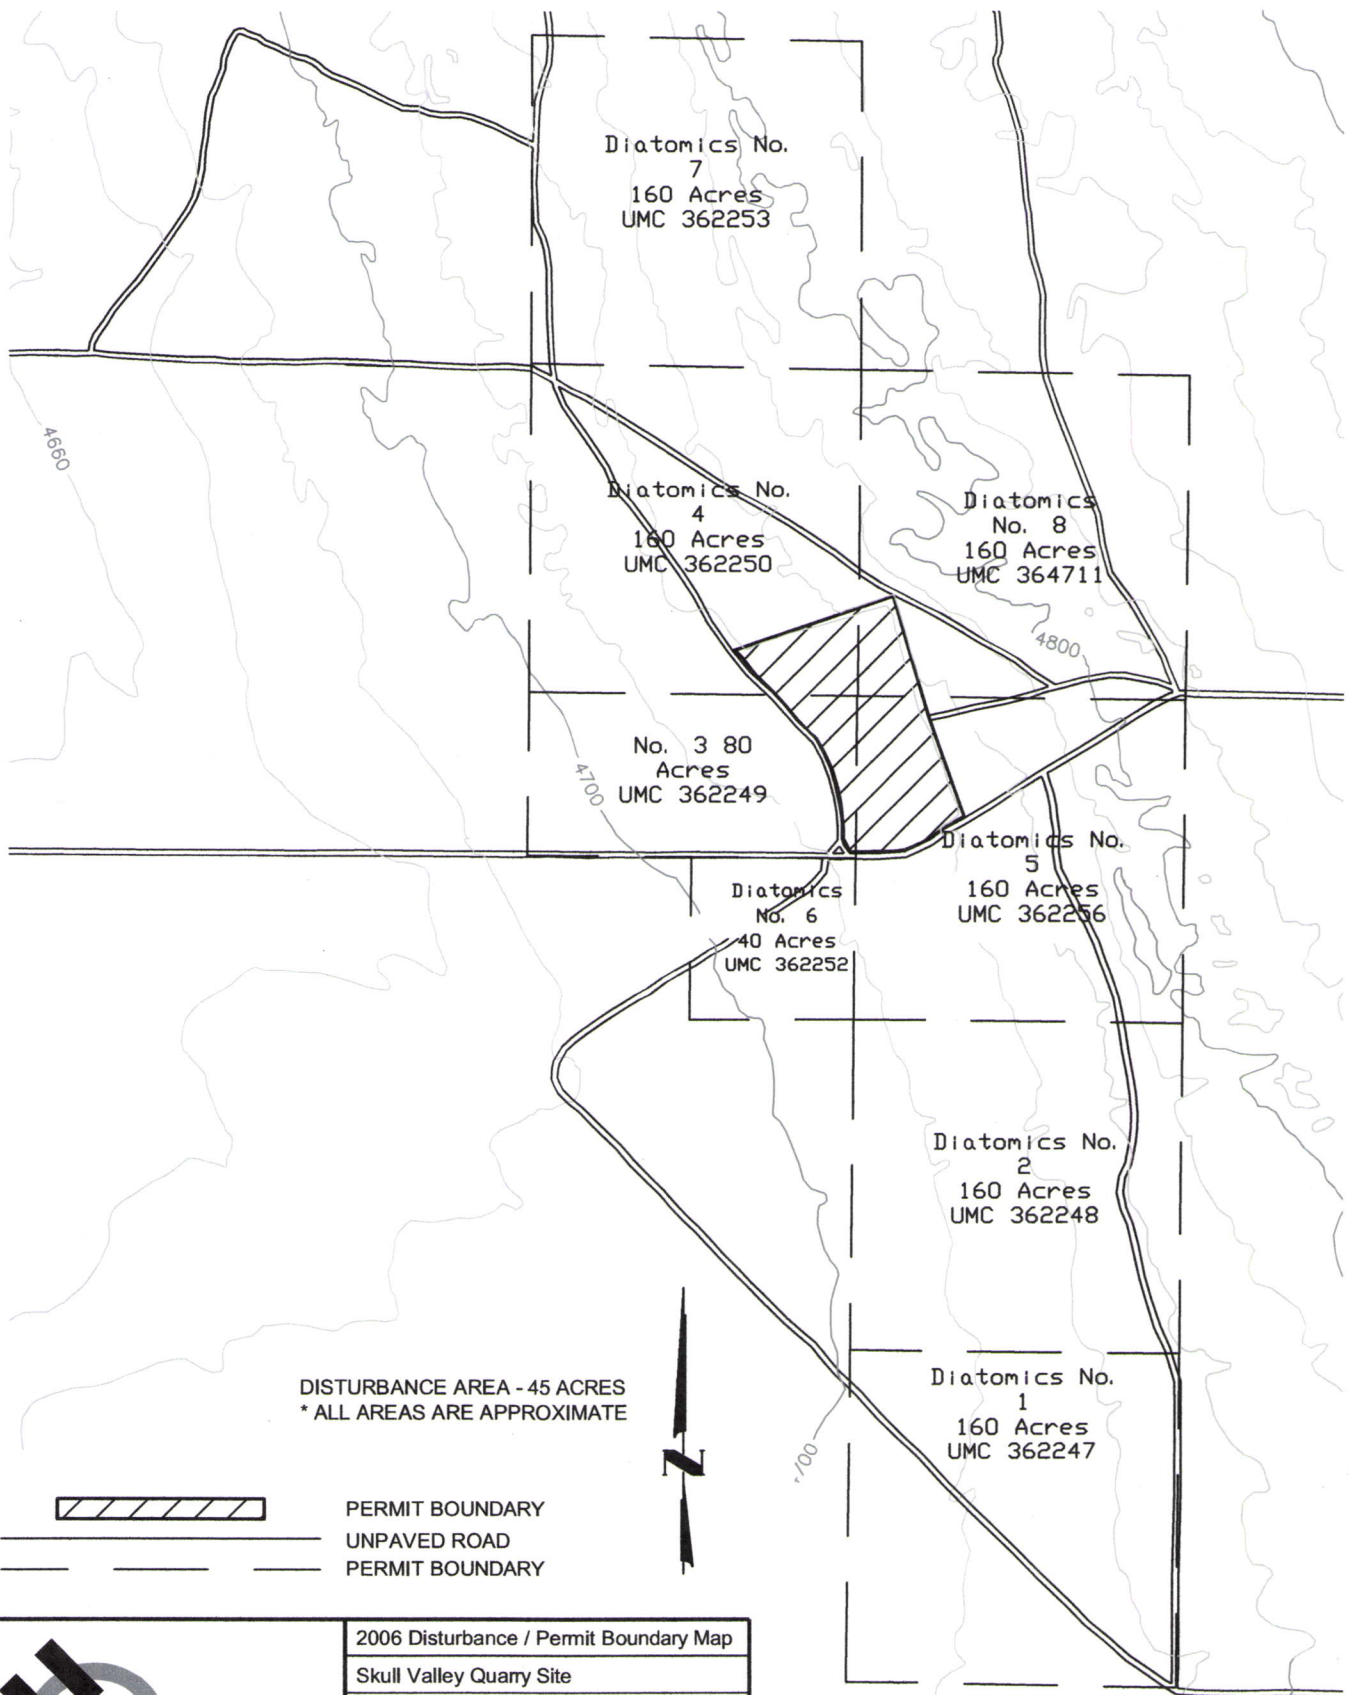 Diatomics No.
7
160 Acres
UMC 362253
4660
Diatomics No.
4
160 Acres
UMC 362250
Diatomics
No. 8
160 Acres
UMC 364711
4800
No. 3 80
Acres
UMC 362249
4700
Diatomics No.
5
160 Acres
UMC 362256
Diatomics
No. 6
40 Acres
UMC 362252
Diatomics No.
2
160 Acres
UMC 362248
Diatomics No.
1
160 Acres
UMC 362247
DISTURBANCE AREA - 45 ACRES
* ALL AREAS ARE APPROXIMATE
N
PERMIT BOUNDARY
UNPAVED ROAD
PERMIT BOUNDARY
2006 Disturbance / Permit Boundary Map
Skull Valley Quarry Site